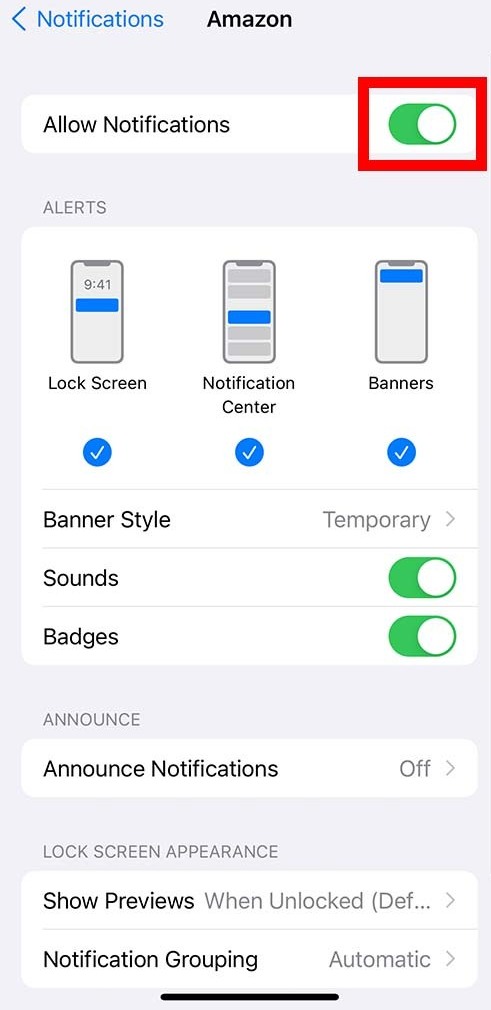 Notifications Amazon
Allow Notifications
ALERTS
9:41
Lock Screen Notification Center Banners
Banner Style Temporary
Sounds
Badges
ANNOUNCE
Announce Notifications Off
LOCK SCREEN APPEARANCE
Show Previews When Unlocked (Def...
Notification Grouping Automatic